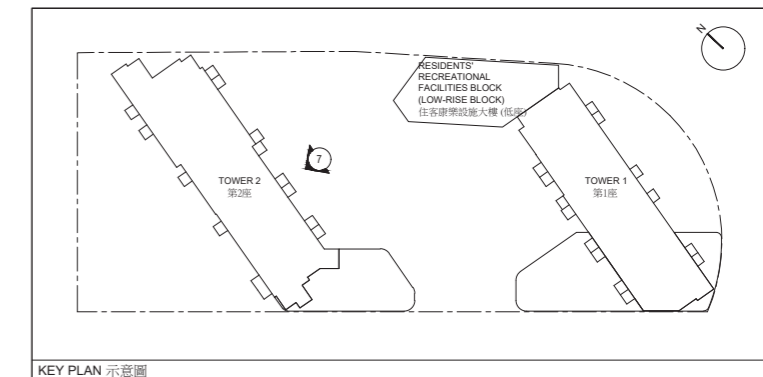 N
RESIDENTS'
RECREATIONAL
FACILITIES BLOCK
(LOW-RISE BLOCK)
住客康樂設施大樓 (低座)
7
TOWER 2
第2座
TOWER 1
第1座
KEY PLAN 示意圖